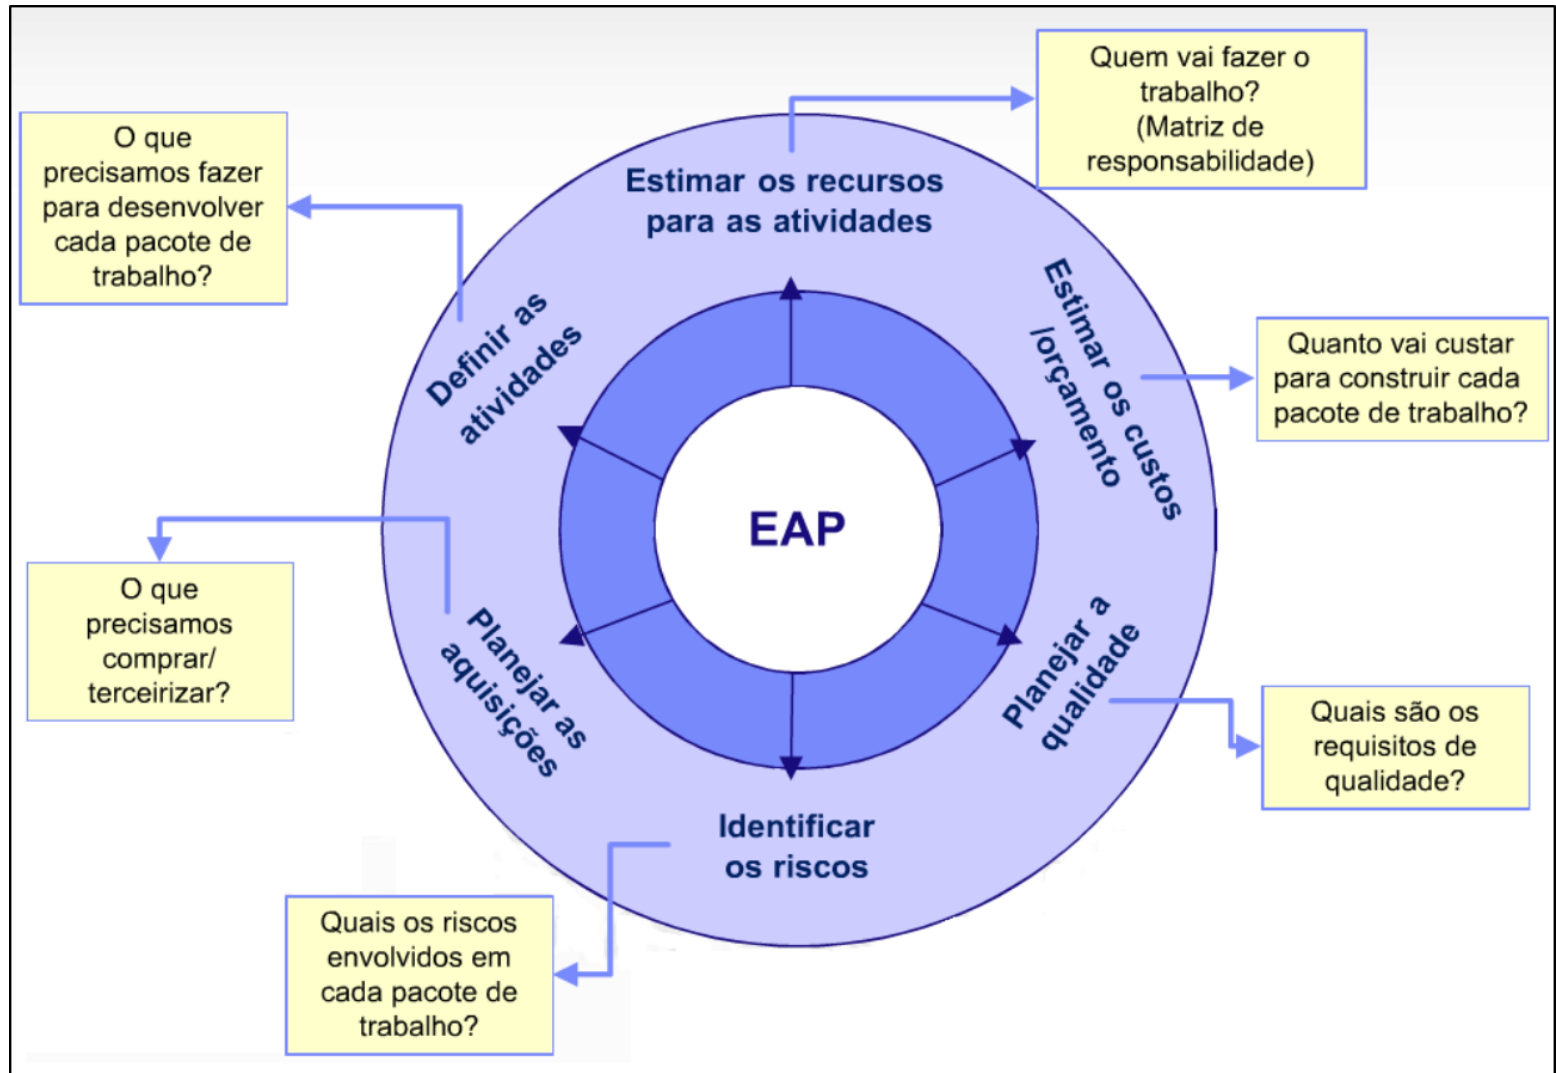 Quem vai fazer o
trabalho?
(Matriz de
responsabilidade)
O que
precisamos fazer
para desenvolver
cada pacote de
trabalho?
Estimar os recursos
para as atividades
Definir as
atividades
Estimar os custos
/orçamento
Quanto vai custar
para construir cada
pacote de trabalho?
EAP
O que
precisamos
comprar/
terceirizar?
Planejar as
aquisições
Planejar a
qualidade
Quais são os
requisitos de
qualidade?
Identificar
os riscos
Quais os riscos
envolvidos em
cada pacote de
trabalho?